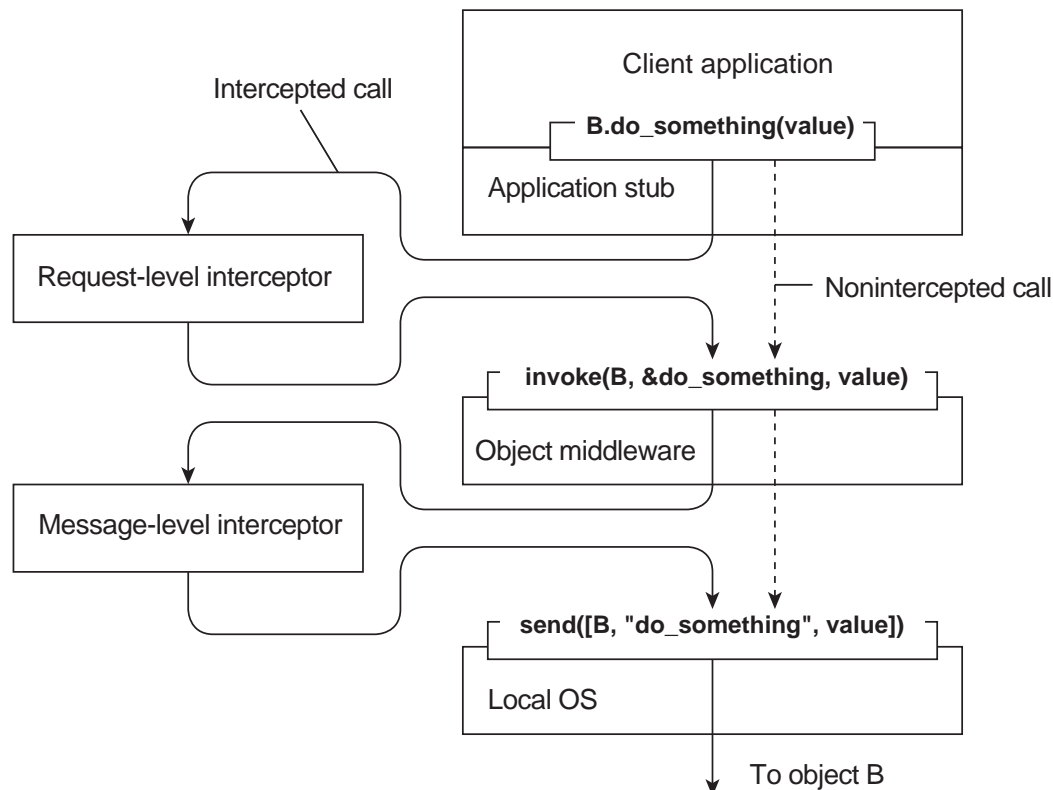 Client application
Intercepted call
B.do_something(value)
Application stub
Request-level interceptor
Nonintercepted call
invoke(B, &do_something, value)
Object middleware
Message-level interceptor
send([B, "do_something", value])
Local OS
To object B